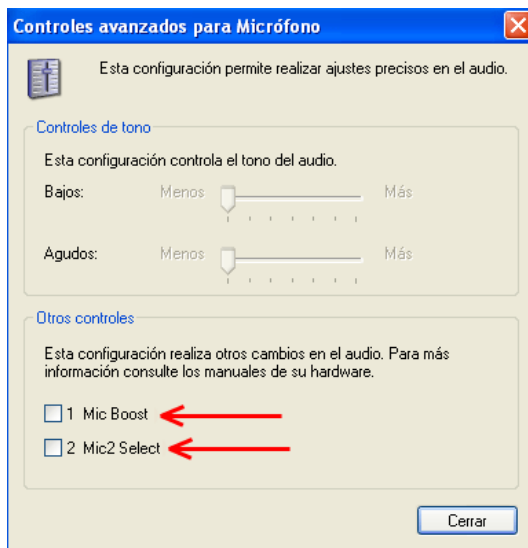 Controles avanzados para Micrófono
Esta configuración permite realizar ajustes precisos en el audio.
Controles de tono
Esta configuración controla el tono del audio.
Bajos: Menos Más
Agudos: Menos Más
Otros controles
Esta configuración realiza otros cambios en el audio. Para más
información consulte los manuales de su hardware.
1 Mic Boost
2 Mic2 Select
Cerrar